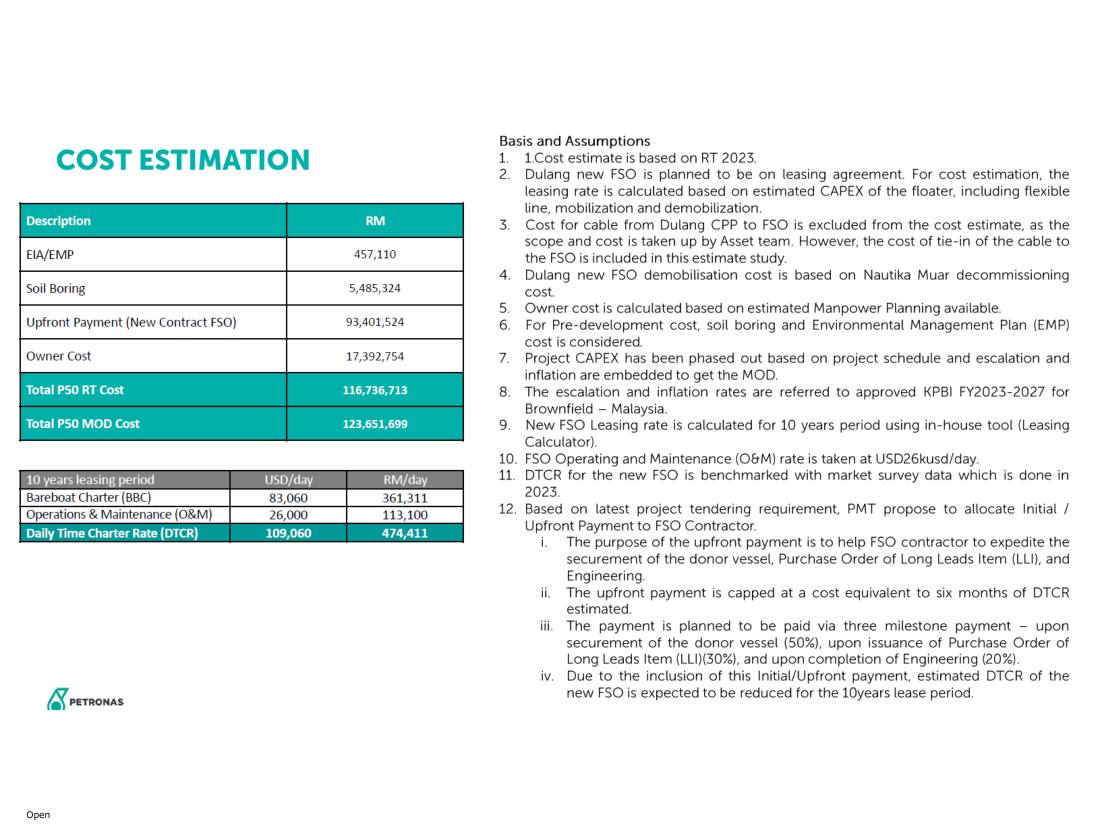 COST ESTIMATION
Description RM
EIA/EMP 457,110
Soil Boring 5,485,324
Upfront Payment (New Contract FSO) 93,401,524
Owner Cost 17,392,754
Total P50 RT Cost 116,736,713
Total P50 MOD Cost 123,651,699
10 years leasing period USD/day RM/day
Bareboat Charter (BBC) 83,060 361,311
Operations & Maintenance (O&M) 26,000 113,100
Daily Time Charter Rate (DTCR) 109,060 474,411
PETRONAS
Basis and Assumptions
1. 1.Cost estimate is based on RT 2023.
2. Dulang new FSO is planned to be on leasing agreement. For cost estimation, the
leasing rate is calculated based on estimated CAPEX of the floater, including flexible
line, mobilization and demobilization.
3. Cost for cable from Dulang CPP to FSO is excluded from the cost estimate, as the
scope and cost is taken up by Asset team. However, the cost of tie-in of the cable to
the FSO is included in this estimate study.
4. Dulang new FSO demobilisation cost is based on Nautika Muar decommissioning
cost.
5. Owner cost is calculated based on estimated Manpower Planning available.
6. For Pre-development cost, soil boring and Environmental Management Plan (EMP)
cost is considered.
7. Project CAPEX has been phased out based on project schedule and escalation and
inflation are embedded to get the MOD.
8. The escalation and inflation rates are referred to approved KPBI FY2023-2027 for
Brownfield – Malaysia.
9. New FSO Leasing rate is calculated for 10 years period using in-house tool (Leasing
Calculator).
10. FSO Operating and Maintenance (O&M) rate is taken at USD26kusd/day.
11. DTCR for the new FSO is benchmarked with market survey data which is done in
2023.
12. Based on latest project tendering requirement, PMT propose to allocate Initial /
Upfront Payment to FSO Contractor.
i. The purpose of the upfront payment is to help FSO contractor to expedite the
securement of the donor vessel, Purchase Order of Long Leads Item (LLI), and
Engineering.
ii. The upfront payment is capped at a cost equivalent to six months of DTCR
estimated.
iii. The payment is planned to be paid via three milestone payment – upon
securement of the donor vessel (50%), upon issuance of Purchase Order of
Long Leads Item (LLI)(30%), and upon completion of Engineering (20%).
iv. Due to the inclusion of this Initial/Upfront payment, estimated DTCR of the
new FSO is expected to be reduced for the 10years lease period.
Open